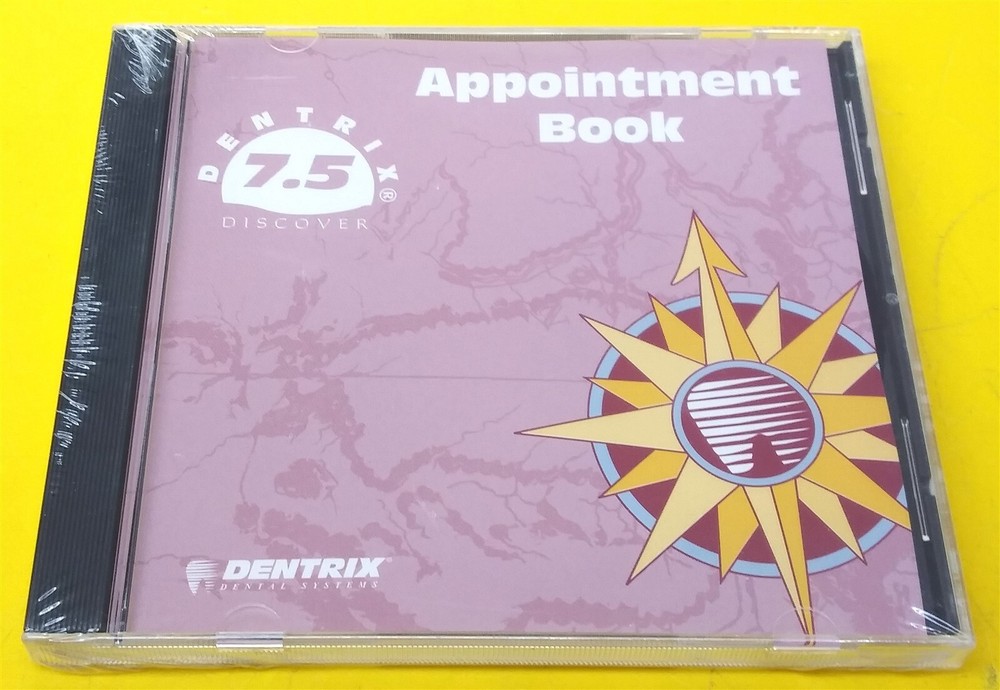 Appointment
Book
DENTRIX®
7.5
DISCOVER
DENTRIX®
DENTAL SYSTEMS